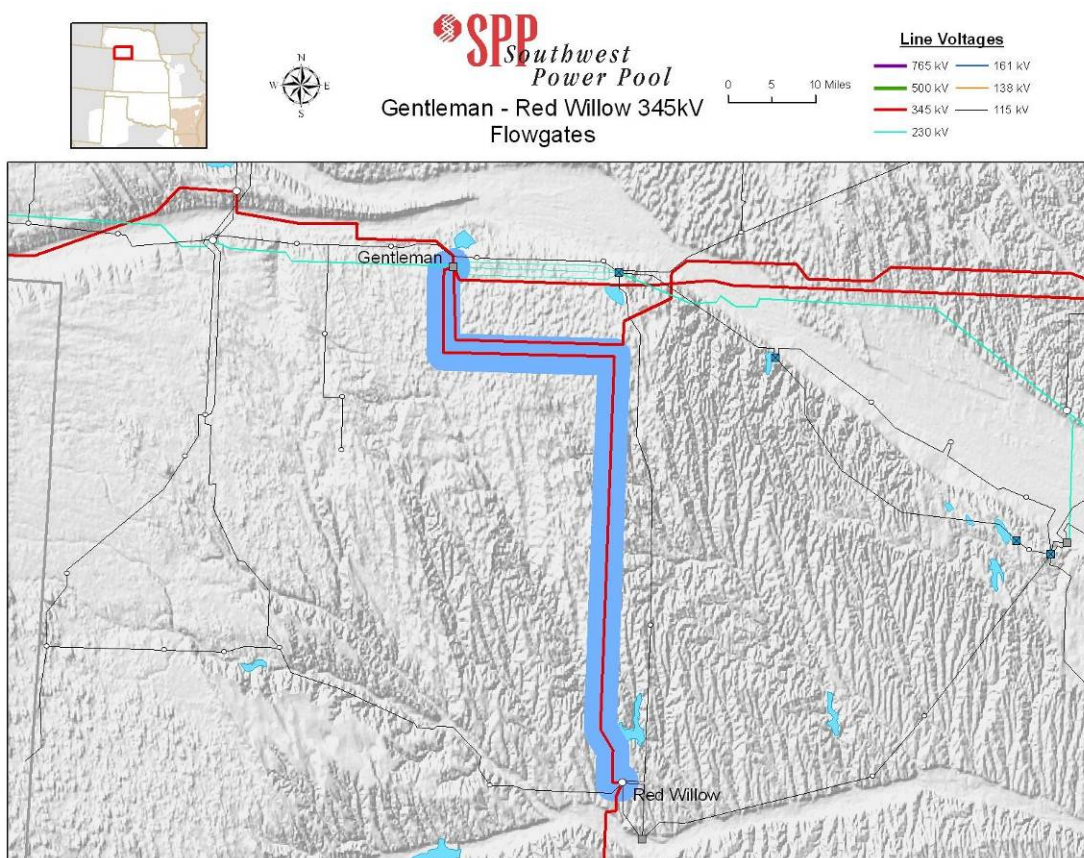 SPP
Southwest
Power Pool
Gentleman - Red Willow 345kV
Flowgates
N
W E
S
0 5 10 Miles
Line Voltages
765 kV 161 kV
500 kV 138 kV
345 kV 115 kV
230 kV
Gentleman
Red Willow